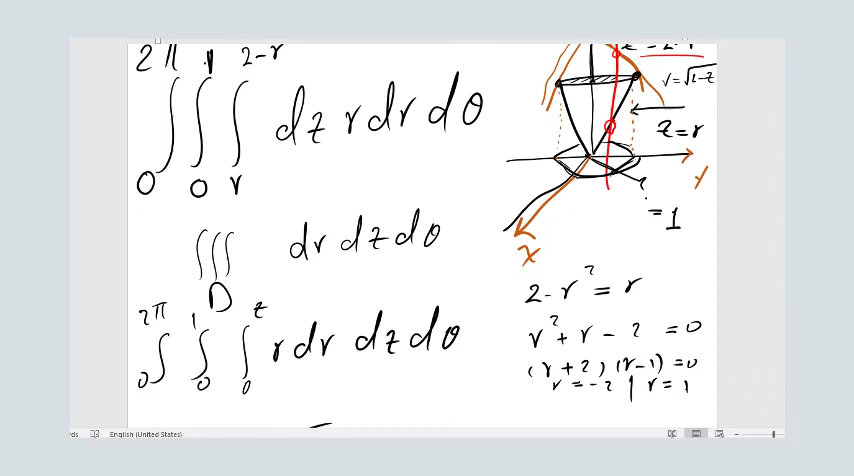 2π 1 2-r
∫∫∫ dz r dr dθ
0 0 r
∫∫∫ dr dz dθ
D
2π 1 z
∫∫∫ r dr dz dθ
0 0 0
r = √2-z
z = r
y
x
= 1
2 - r² = r
r² + r - 2 = 0
(r + 2) (r - 1) = 0
r = -2 | r = 1
English (United States)